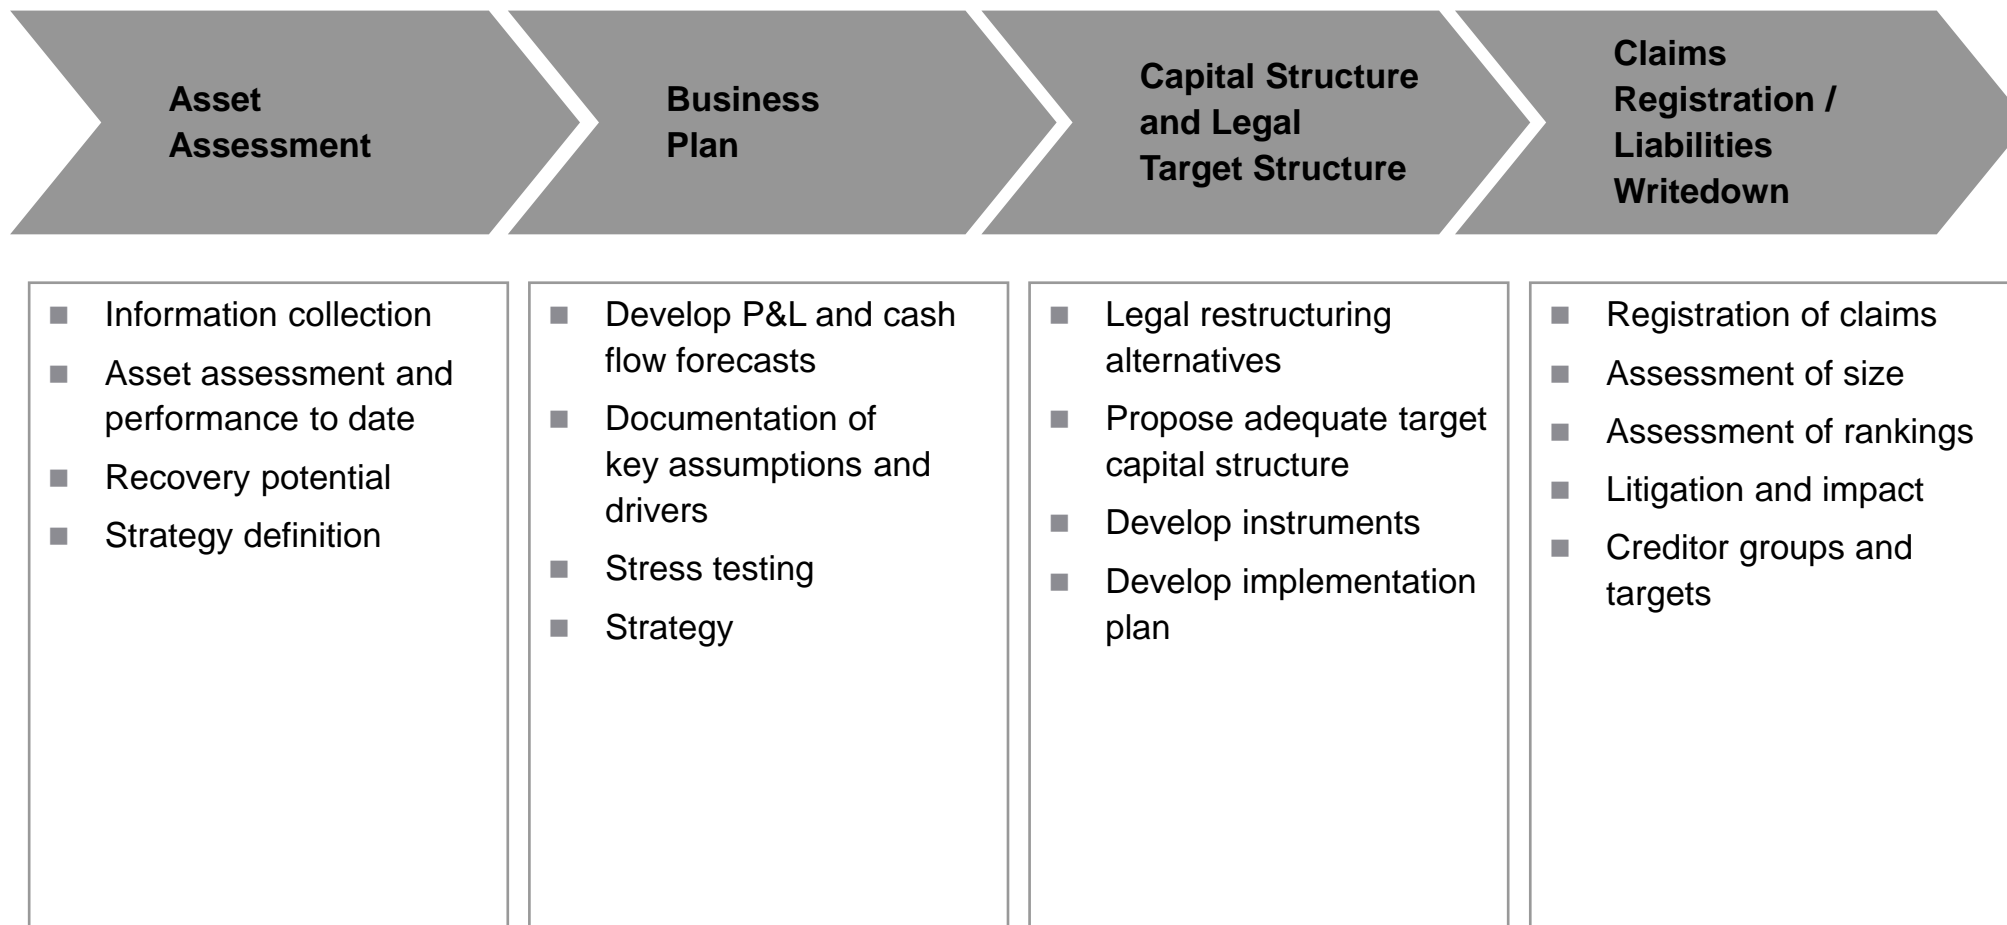 Asset
Assessment
Business
Plan
Capital Structure
and Legal
Target Structure
Claims
Registration /
Liabilities
Writedown
Information collection
Asset assessment and
performance to date
Recovery potential
Strategy definition
Develop P&L and cash
flow forecasts
Documentation of
key assumptions and
drivers
Stress testing
Strategy
Legal restructuring
alternatives
Propose adequate target
capital structure
Develop instruments
Develop implementation
plan
Registration of claims
Assessment of size
Assessment of rankings
Litigation and impact
Creditor groups and
targets